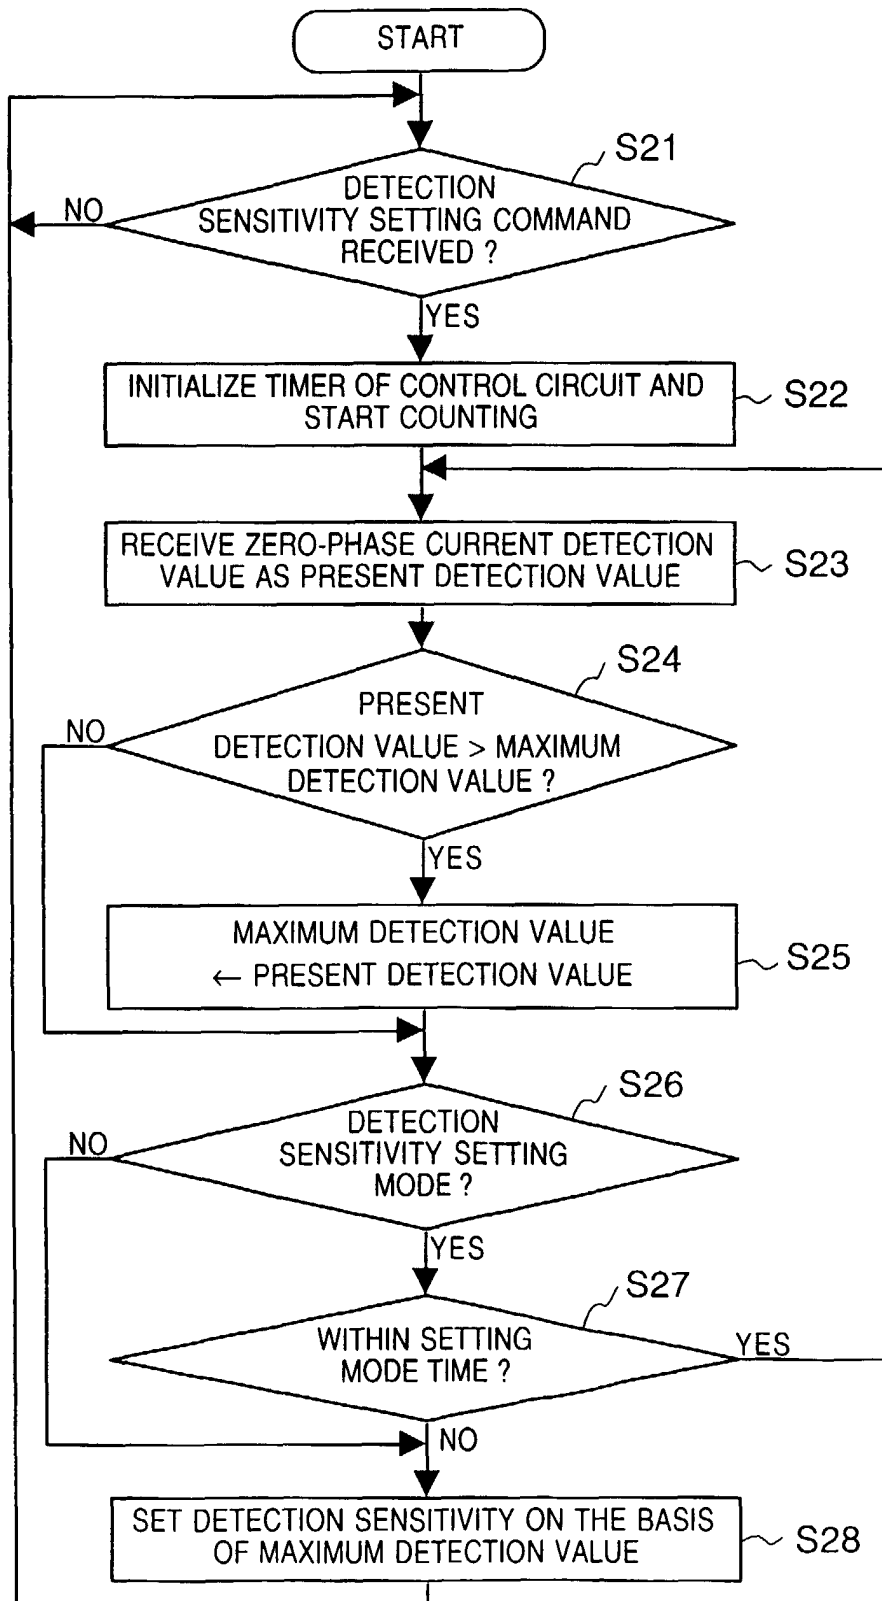 START
S21
DETECTION
SENSITIVITY SETTING COMMAND
RECEIVED ?
NO
YES
INITIALIZE TIMER OF CONTROL CIRCUIT AND
START COUNTING
S22
RECEIVE ZERO-PHASE CURRENT DETECTION
VALUE AS PRESENT DETECTION VALUE
S23
S24
PRESENT
DETECTION VALUE > MAXIMUM
DETECTION VALUE ?
NO
YES
MAXIMUM DETECTION VALUE
← PRESENT DETECTION VALUE
S25
S26
DETECTION
SENSITIVITY SETTING
MODE ?
NO
YES
S27
WITHIN SETTING
MODE TIME ?
YES
NO
SET DETECTION SENSITIVITY ON THE BASIS
OF MAXIMUM DETECTION VALUE
S28